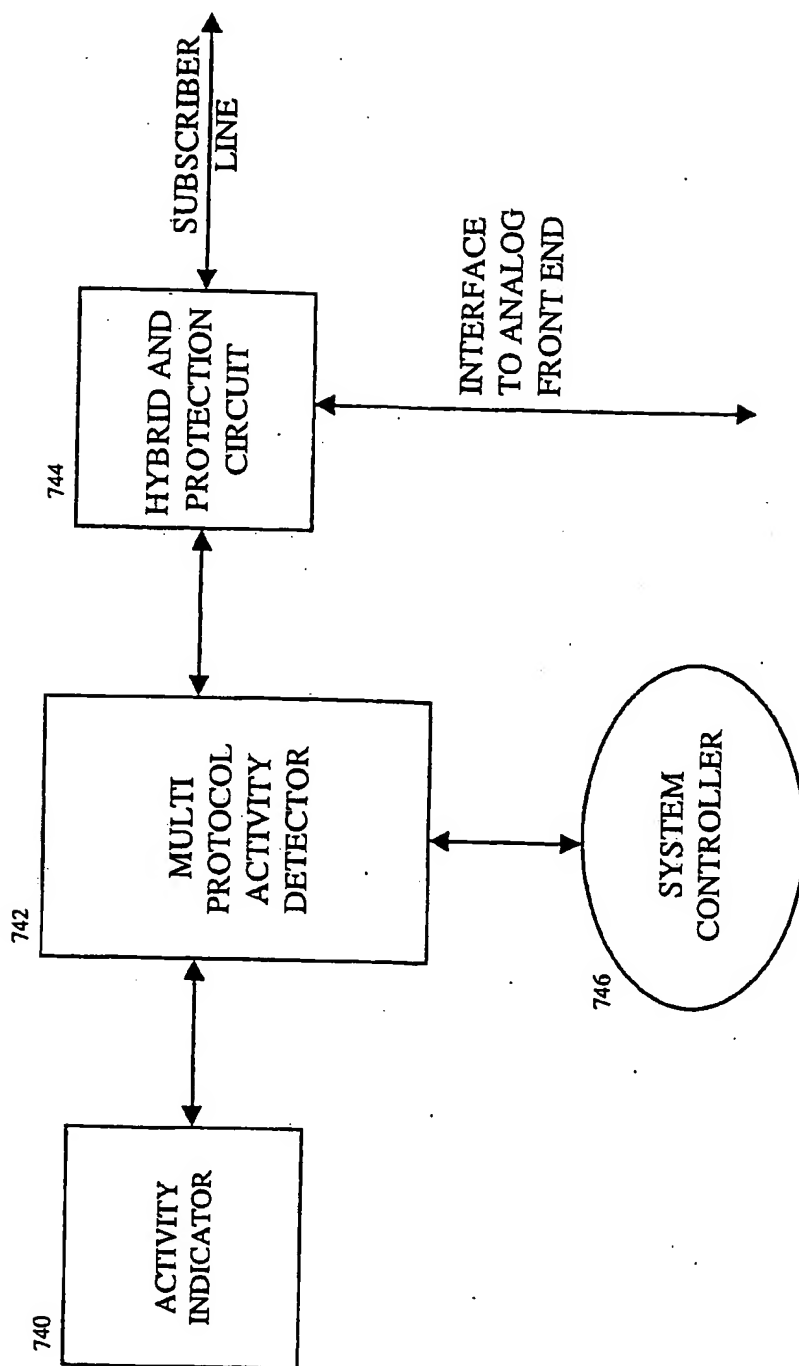 740
ACTIVITY
INDICATOR
742
MULTI
PROTOCOL
ACTIVITY
DETECTOR
744
HYBRID AND
PROTECTION
CIRCUIT
SUBSCRIBER
LINE
746
SYSTEM
CONTROLLER
INTERFACE
TO ANALOG
FRONT END